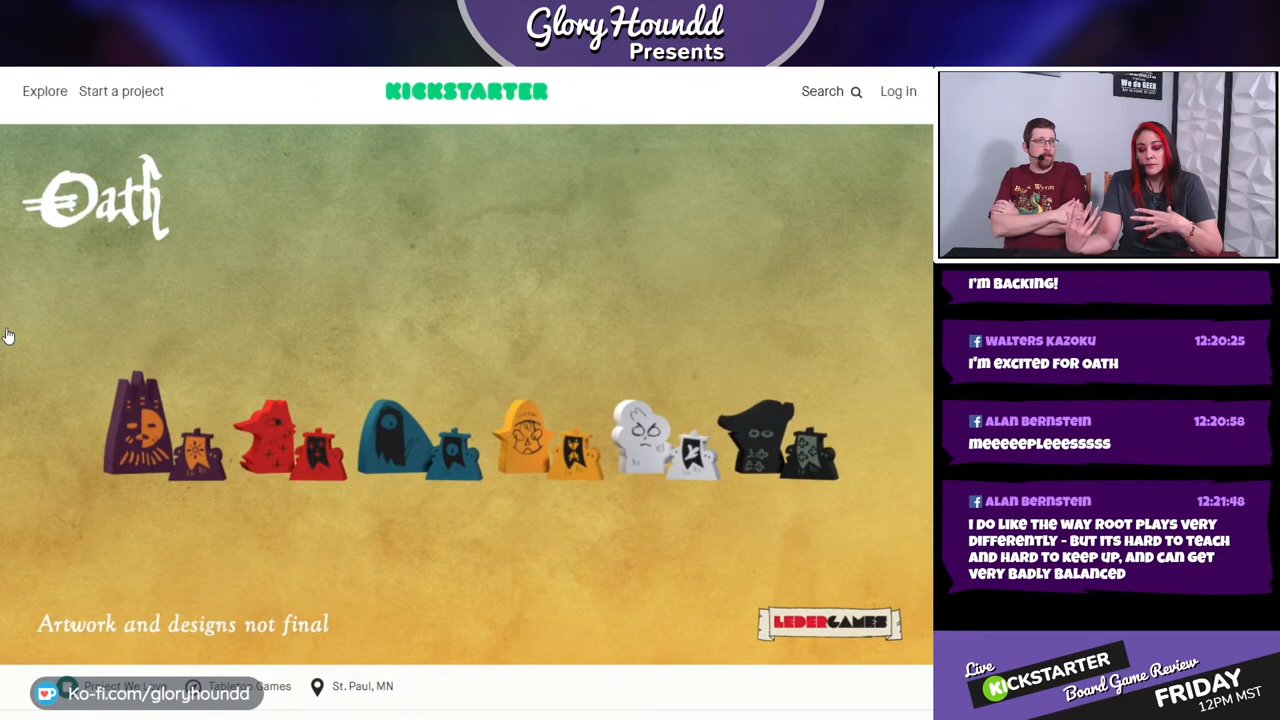 Glory Houndd
Presents
Explore
Start a project
KICKSTARTER
Search
Log in
Oath
Artwork and designs not final
LEDERGAMES
Project We Love
Tabletop Games
St. Paul, MN
Ko-fi.com/gloryhoundd
We do GEEK
I'm BACKING!
WALTERS KAZOKU
12:20:25
I'm EXCITED FOR OATH
ALAN BERNSTEIN
12:20:58
MEEEEEPLEEESSSSS
ALAN BERNSTEIN
12:21:48
I DO LIKE THE WAY ROOT PLAYS VERY
DIFFERENTLY - BUT ITS HARD TO TEACH
AND HARD TO KEEP UP, AND CAN GET
VERY BADLY BALANCED
Live
KICKSTARTER
Board Game Review
FRIDAY
12PM MST